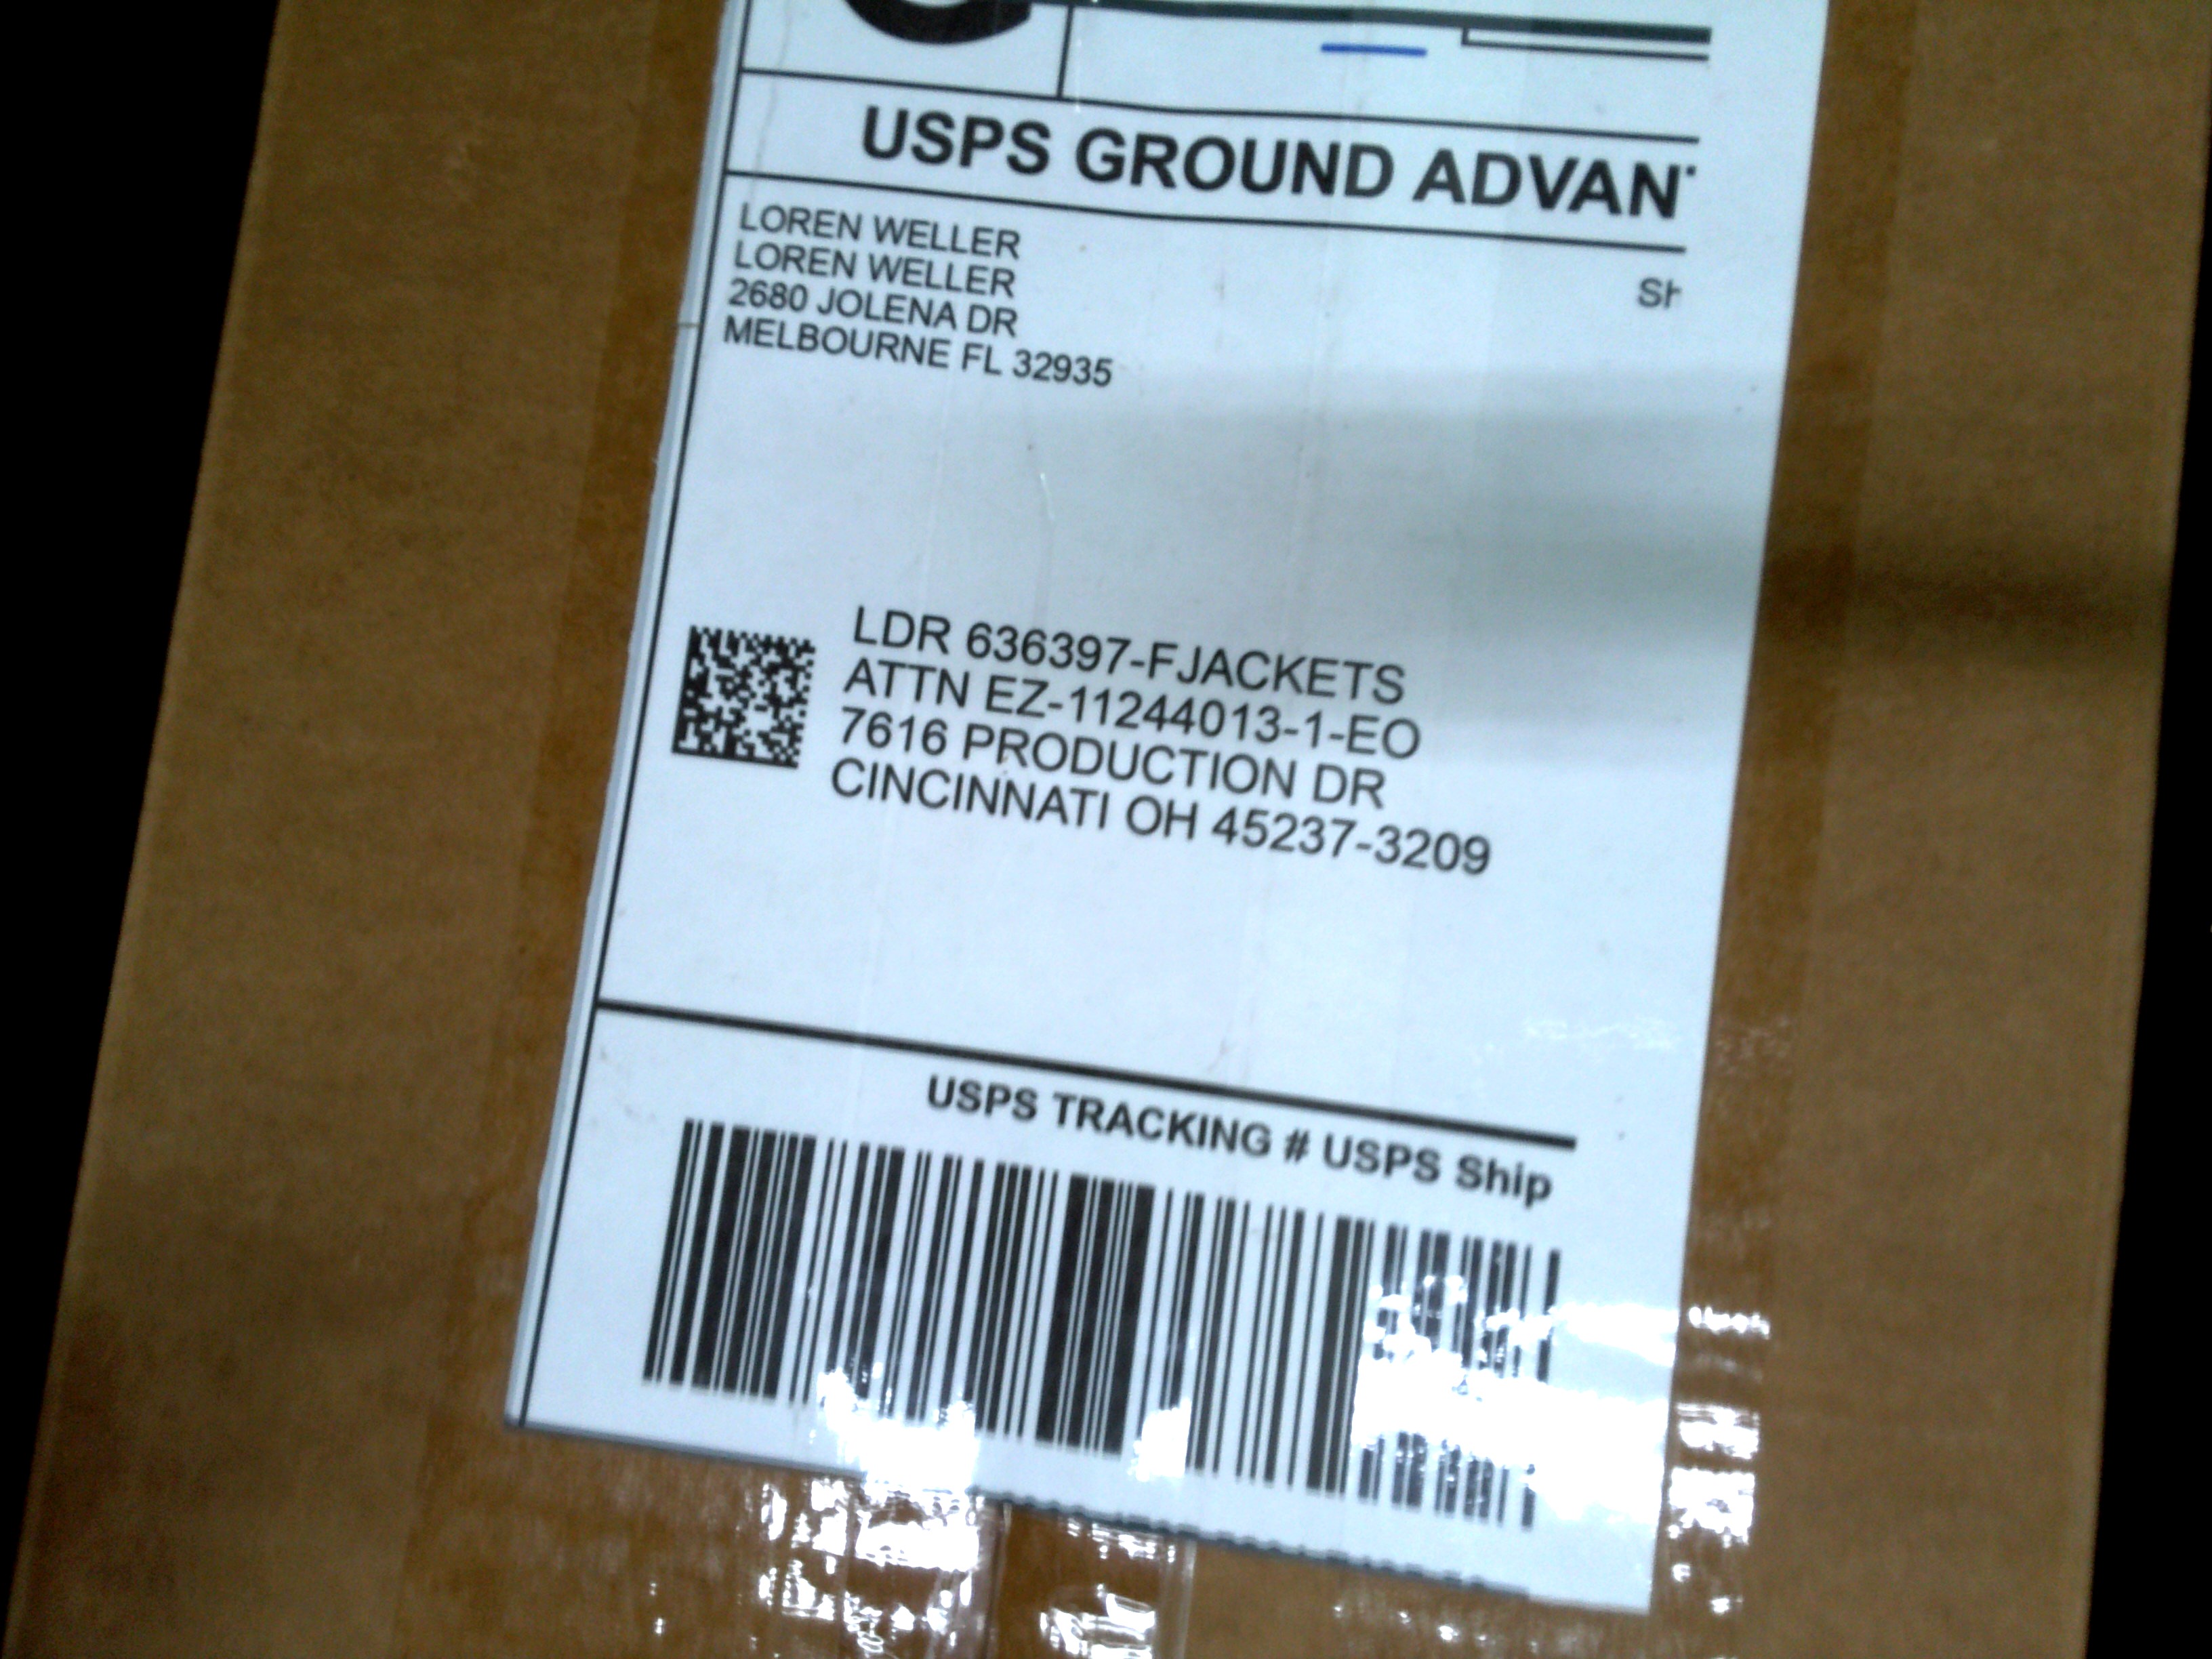 USPS GROUND ADVAN
LOREN WELLER
LOREN WELLER
2680 JOLENA DR
MELBOURNE FL 32935
Sh
LDR 636397-FJACKETS
ATTN EZ-11244013-1-EO
7616 PRODUCTION DR
CINCINNATI OH 45237-3209
USPS TRACKING # USPS Ship